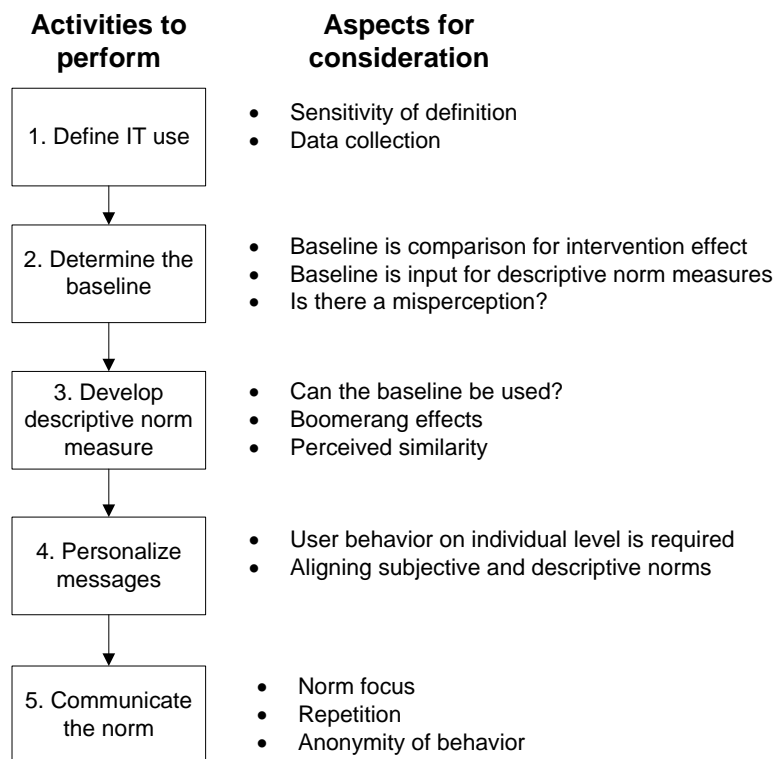 Activities to
perform
Aspects for
consideration
1. Define IT use
• Sensitivity of definition
• Data collection
2. Determine the
baseline
• Baseline is comparison for intervention effect
• Baseline is input for descriptive norm measures
• Is there a misperception?
3. Develop
descriptive norm
measure
• Can the baseline be used?
• Boomerang effects
• Perceived similarity
4. Personalize
messages
• User behavior on individual level is required
• Aligning subjective and descriptive norms
5. Communicate
the norm
• Norm focus
• Repetition
• Anonymity of behavior